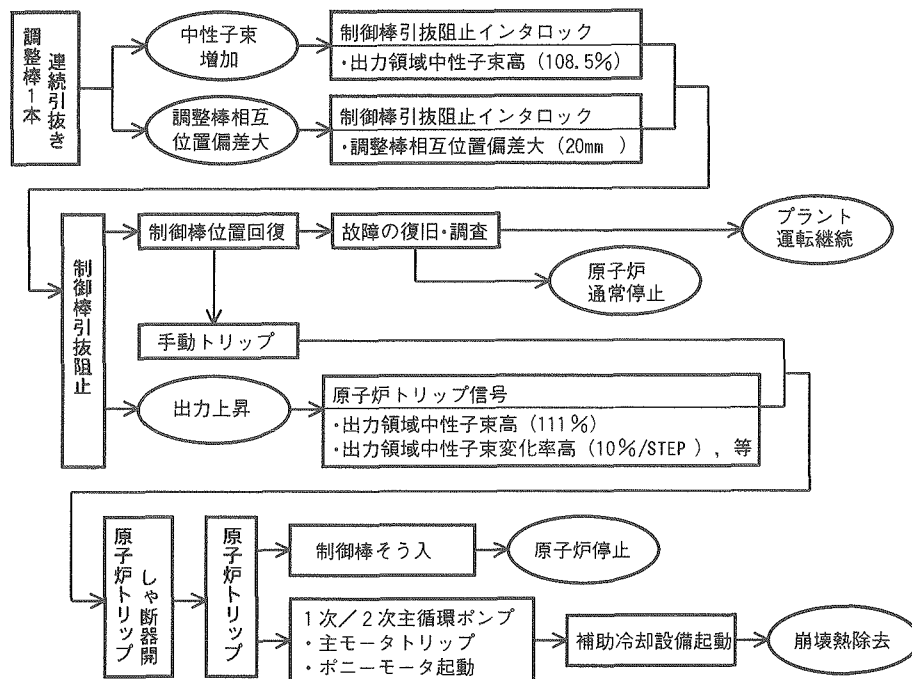 調整棒1本
連続引抜き
中性子束
増加
制御棒引抜阻止インタロック
・出力領域中性子束高（108.5%）
調整棒相互
位置偏差大
制御棒引抜阻止インタロック
・調整棒相互位置偏差大（20mm ）
制御棒引抜阻止
制御棒位置回復
故障の復旧・調査
プラント
運転継続
原子炉
通常停止
手動トリップ
出力上昇
原子炉トリップ信号
・出力領域中性子束高（111%）
・出力領域中性子束変化率高（10%/STEP ），等
原子炉トリップ
しゃ断器開
原子炉トリップ
制御棒そう入
原子炉停止
1次／2次主循環ポンプ
・主モータトリップ
・ポニーモータ起動
補助冷却設備起動
崩壊熱除去